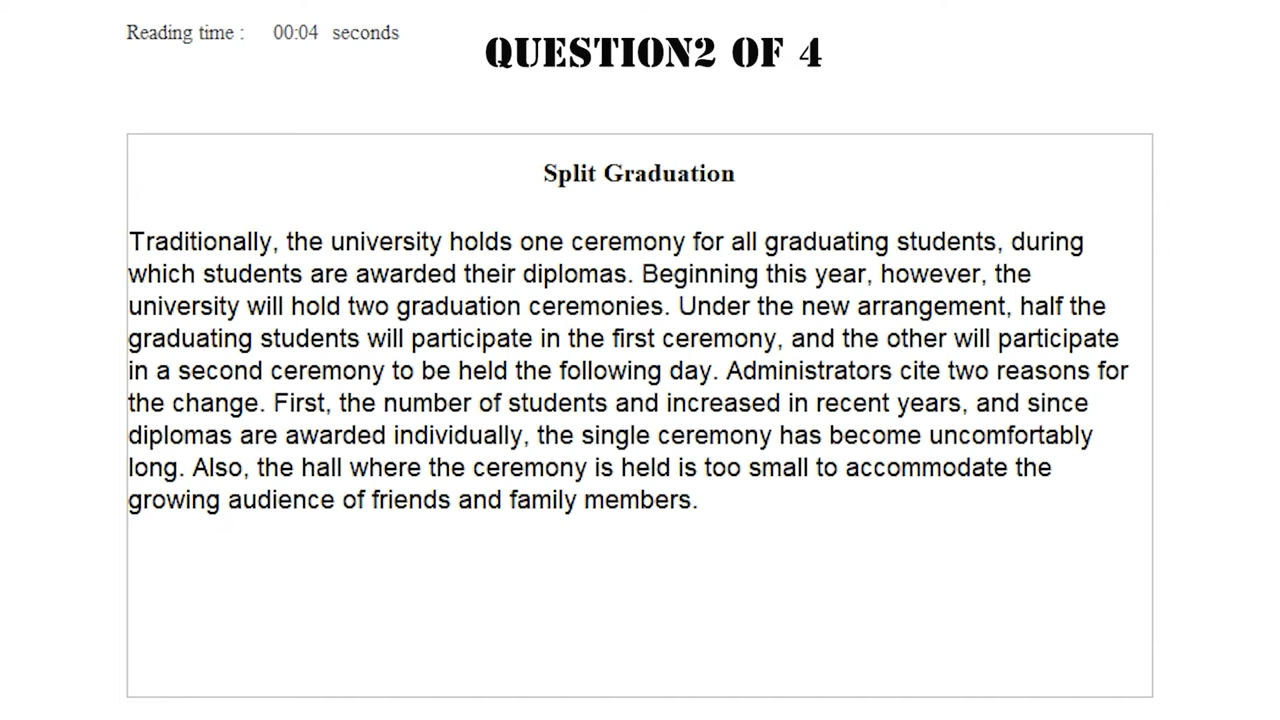 Reading time : 00:04 seconds
QUESTION2 OF 4
Split Graduation
Traditionally, the university holds one ceremony for all graduating students, during
which students are awarded their diplomas. Beginning this year, however, the
university will hold two graduation ceremonies. Under the new arrangement, half the
graduating students will participate in the first ceremony, and the other will participate
in a second ceremony to be held the following day. Administrators cite two reasons for
the change. First, the number of students and increased in recent years, and since
diplomas are awarded individually, the single ceremony has become uncomfortably
long. Also, the hall where the ceremony is held is too small to accommodate the
growing audience of friends and family members.